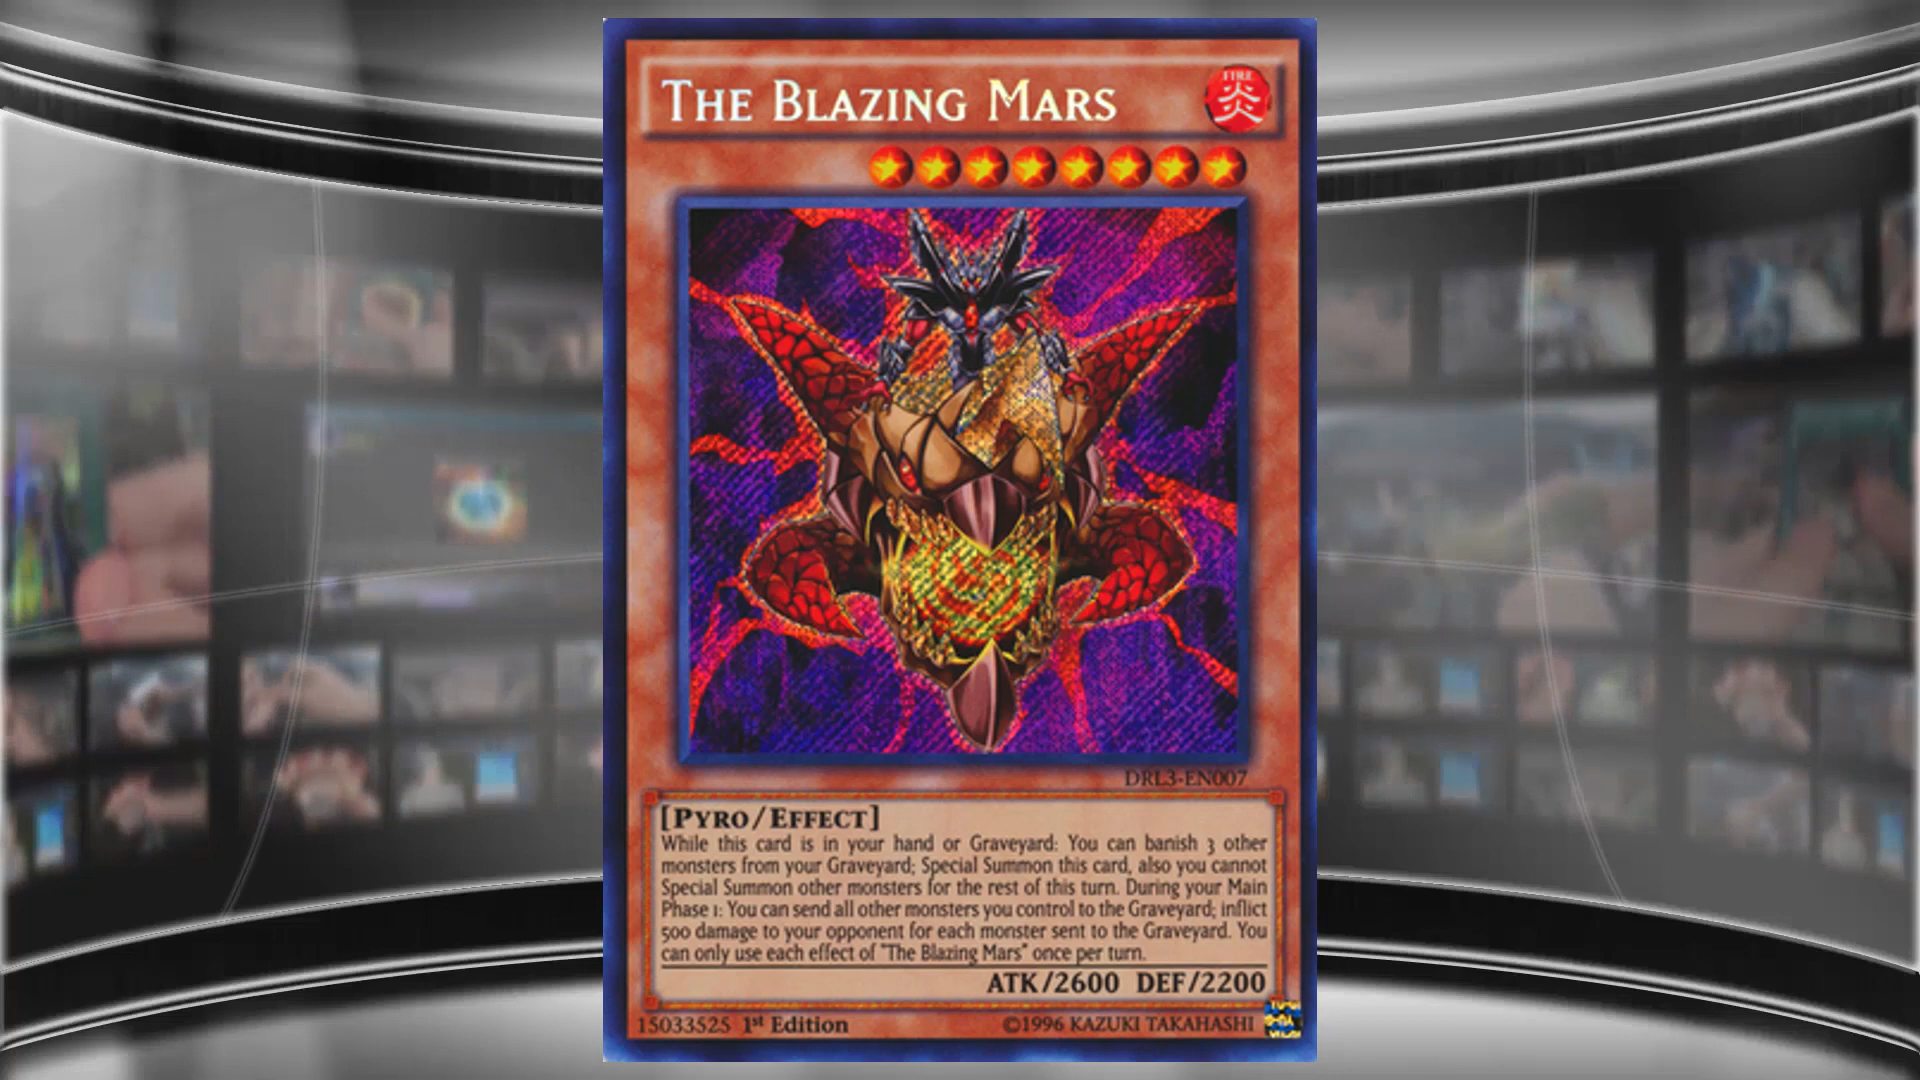 THE BLAZING MARS
FIRE
炎
DRL3-EN007
[PYRO/EFFECT]
While this card is in your hand or Graveyard: You can banish 3 other
monsters from your Graveyard; Special Summon this card, also you cannot
Special Summon other monsters for the rest of this turn. During your Main
Phase 1: You can send all other monsters you control to the Graveyard; inflict
500 damage to your opponent for each monster sent to the Graveyard. You
can only use each effect of "The Blazing Mars" once per turn.
ATK/2600 DEF/2200
15033525 1st Edition
©1996 KAZUKI TAKAHASHI